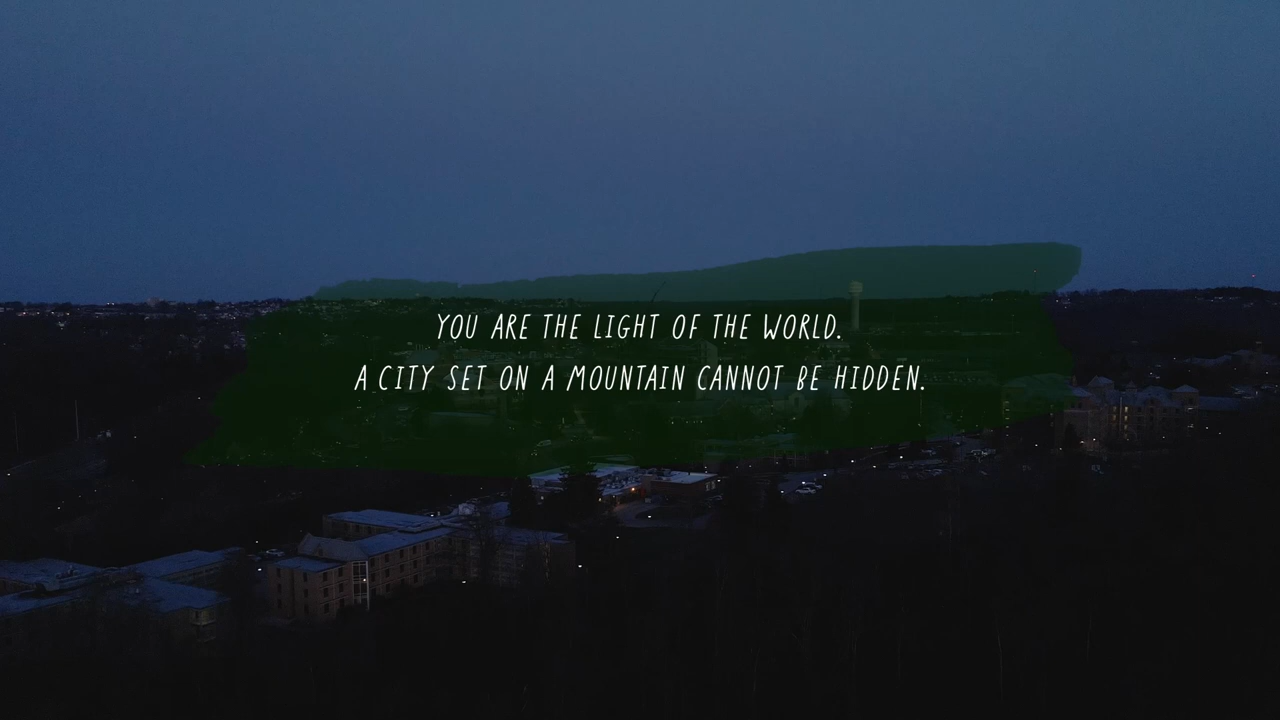 YOU ARE THE LIGHT OF THE WORLD.
A CITY SET ON A MOUNTAIN CANNOT BE HIDDEN.